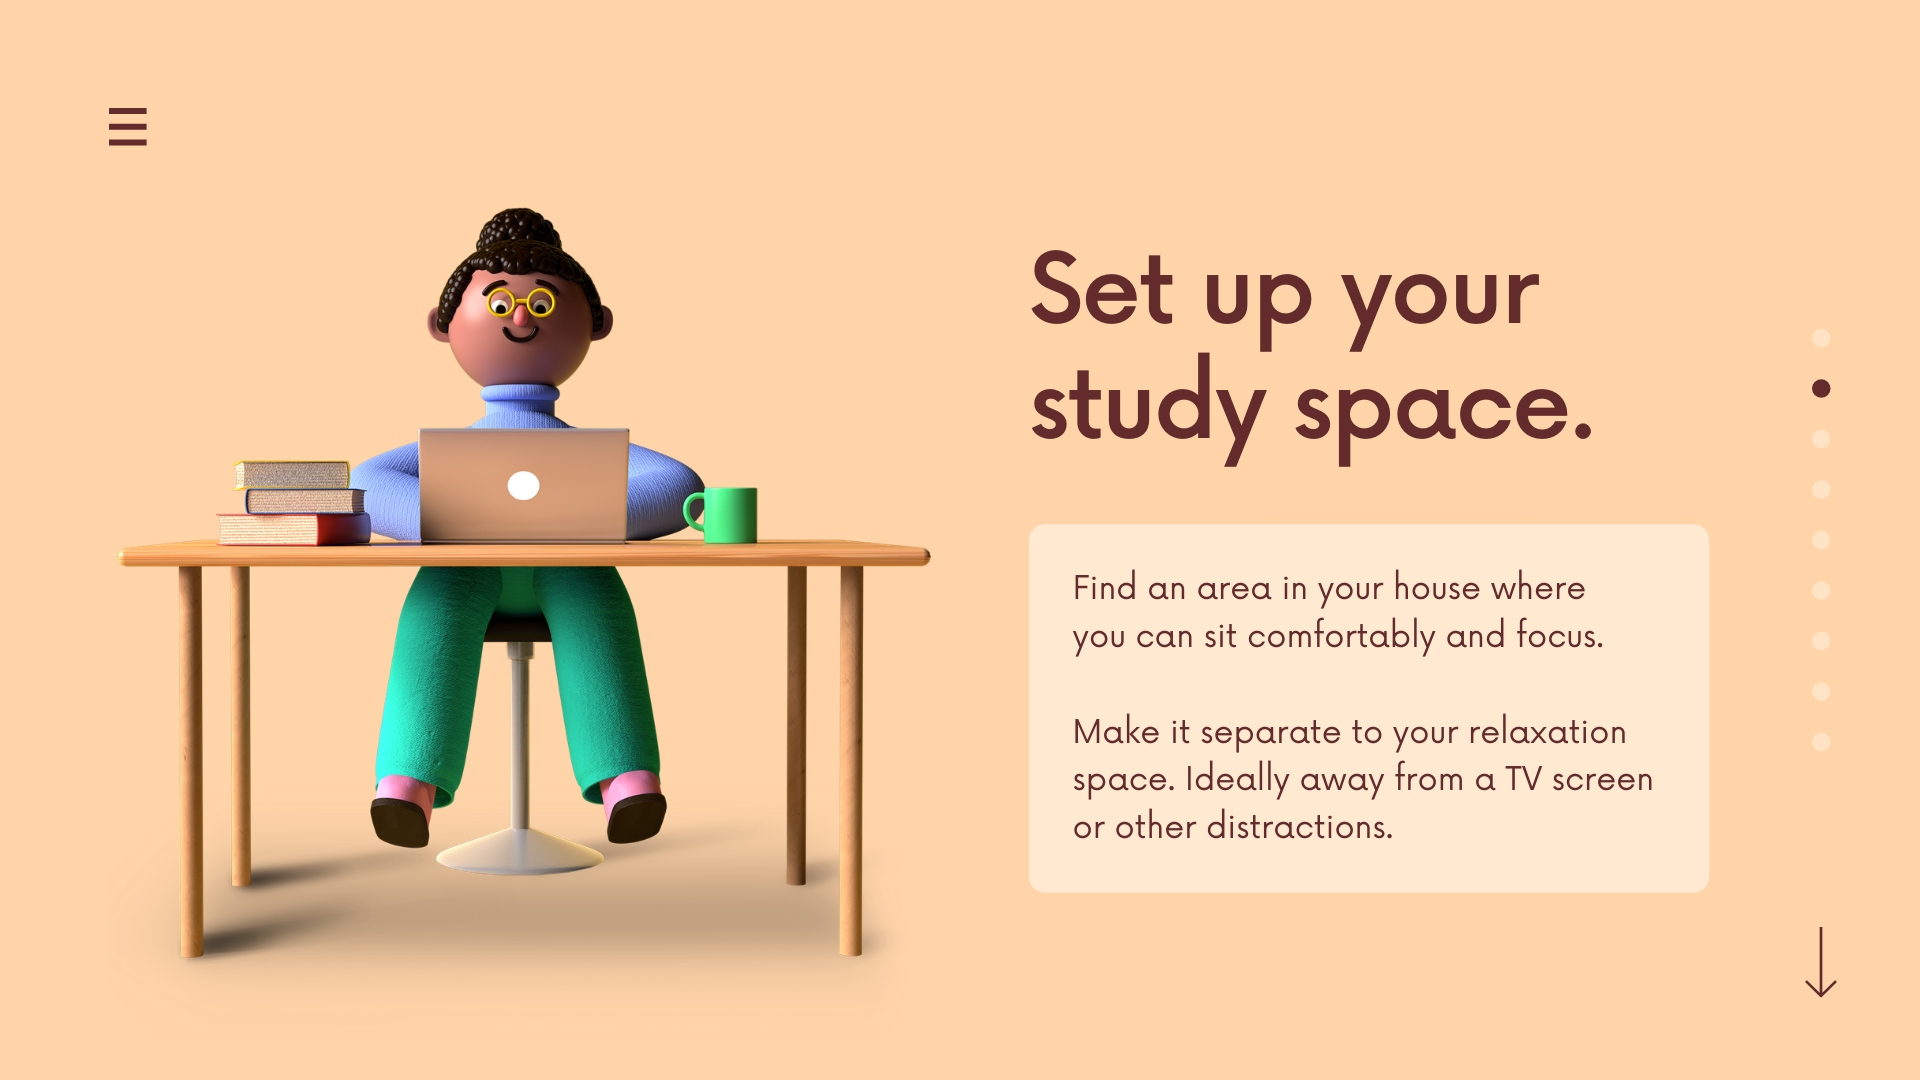 Set up your
study space.
Find an area in your house where
you can sit comfortably and focus.
Make it separate to your relaxation
space. Ideally away from a TV screen
or other distractions.